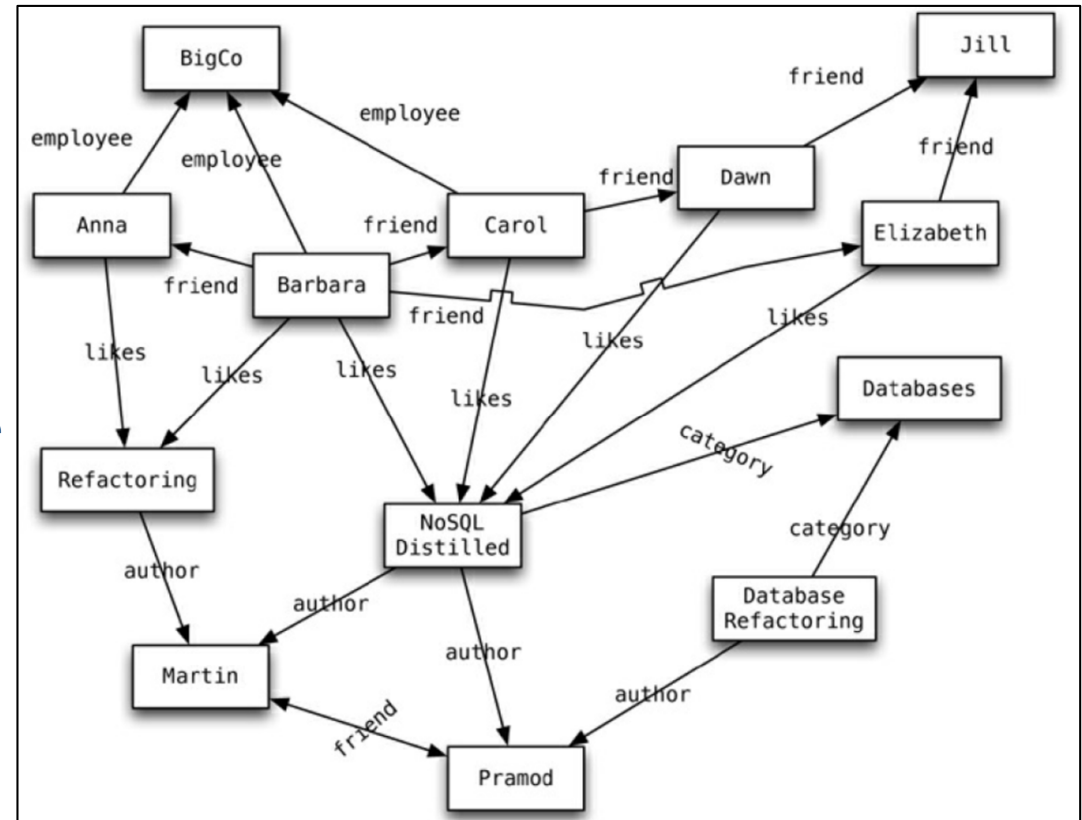 BigCo
Jill
friend
employee
employee
employee
friend
friend
Dawn
Anna
friend
Carol
Elizabeth
friend
Barbara
friend
likes
likes
likes
likes
likes
likes
Databases
category
Refactoring
NoSQL
Distilled
category
author
author
Database
Refactoring
author
Martin
author
friend
Pramod